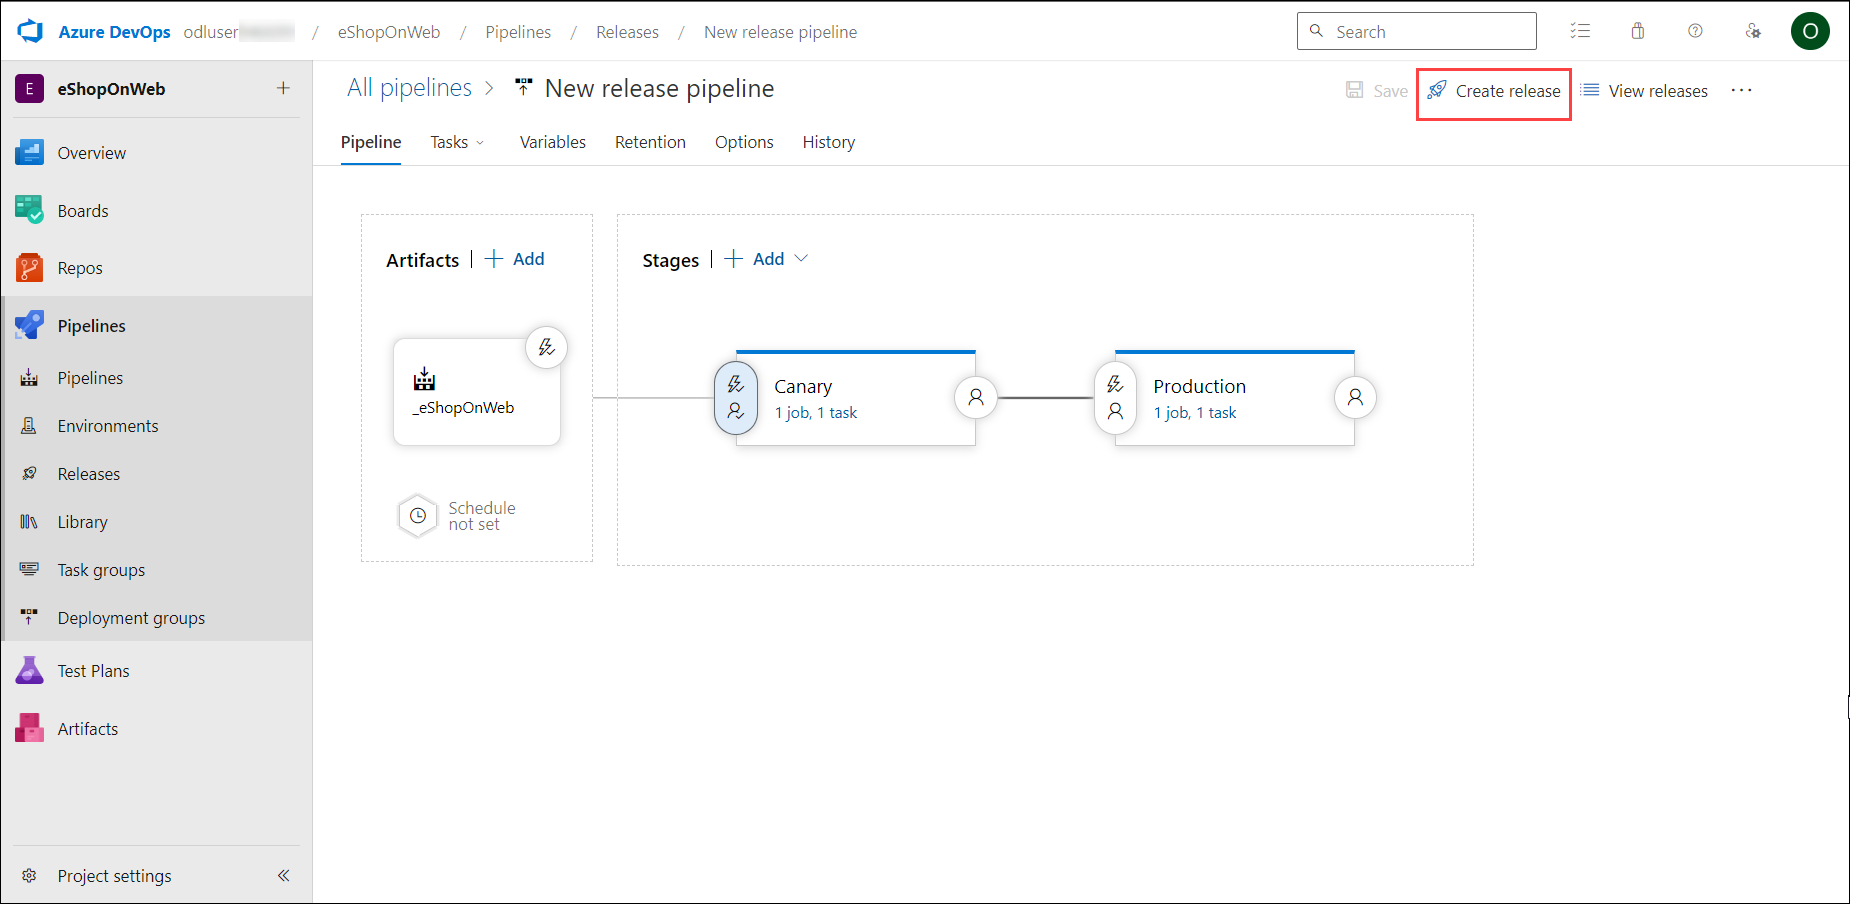 Azure DevOps odluser / eShopOnWeb / Pipelines / Releases / New release pipeline
Search
O
E eShopOnWeb
All pipelines > New release pipeline
Save Create release View releases ...
Pipeline Tasks Variables Retention Options History
Overview
Boards
Repos
Pipelines
Pipelines
Environments
Releases
Library
Task groups
Deployment groups
Test Plans
Artifacts
Project settings
Artifacts | + Add
_eShopOnWeb
Schedule
not set
Stages | + Add
Canary
1 job, 1 task
Production
1 job, 1 task